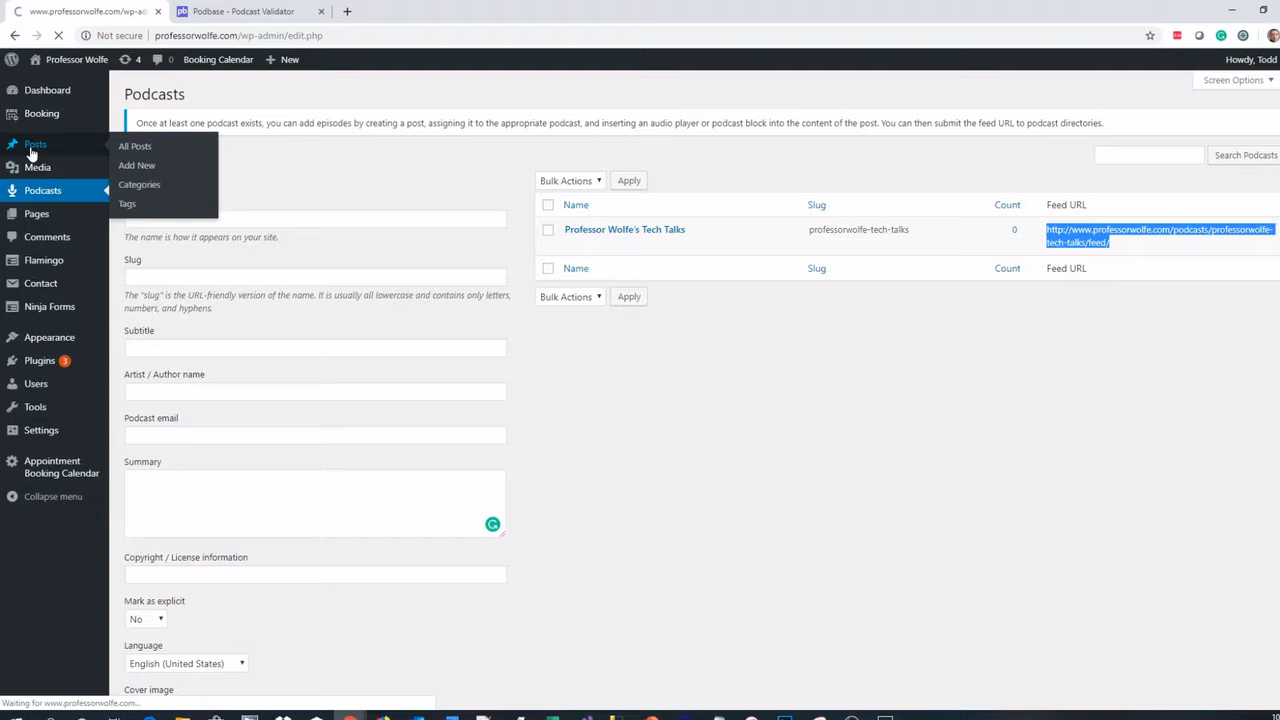 www.professorwolfe.com/wp-a
Podbase - Podcast Validator
Not secure
professorwolfe.com/wp-admin/edit.php
Professor Wolfe
4
0
Booking Calendar
New
Howdy, Todd
Dashboard
Booking
Posts
Media
Podcasts
Pages
Comments
Flamingo
Contact
Ninja Forms
Appearance
Plugins 3
Users
Tools
Settings
Appointment
Booking Calendar
Collapse menu
All Posts
Add New
Categories
Tags
Podcasts
Screen Options
Once at least one podcast exists, you can add episodes by creating a post, assigning it to the appropriate podcast, and inserting an audio player or podcast block into the content of the post. You can then submit the feed URL to podcast directories.
The name is how it appears on your site.
Slug
The "slug" is the URL-friendly version of the name. It is usually all lowercase and contains only letters,
numbers, and hyphens.
Subtitle
Artist / Author name
Podcast email
Summary
Copyright / License information
Mark as explicit
No
Language
English (United States)
Cover image
Search Podcasts
Bulk Actions
Apply
Name
Slug
Count
Feed URL
Professor Wolfe's Tech Talks
professorwolfe-tech-talks
0
http://www.professorwolfe.com/podcasts/professorwolfe-
tech-talks/feed/
Name
Slug
Count
Feed URL
Bulk Actions
Apply
Waiting for www.professorwolfe.com...